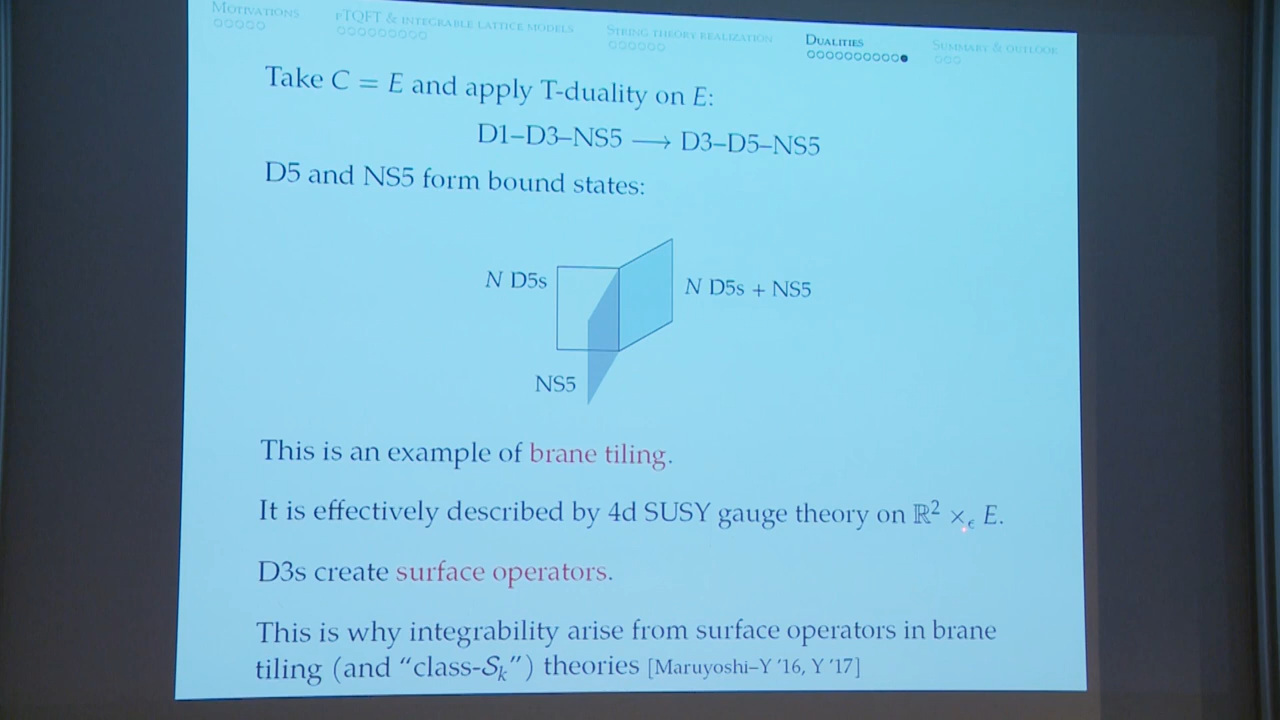 MOTIVATIONS
PTQFT & INTEGRABLE LATTICE MODELS
STRING THEORY REALIZATION
DUALITIES
SUMMARY & OUTLOOK
Take C = E and apply T-duality on E:
D1–D3–NS5 ⟶ D3–D5–NS5
D5 and NS5 form bound states:
N D5s
N D5s + NS5
NS5
This is an example of brane tiling.
It is effectively described by 4d SUSY gauge theory on ℝ² ×_ϵ E.
D3s create surface operators.
This is why integrability arise from surface operators in brane
tiling (and “class-𝒮ₖ”) theories [Maruyoshi–Y ’16, Y ’17]